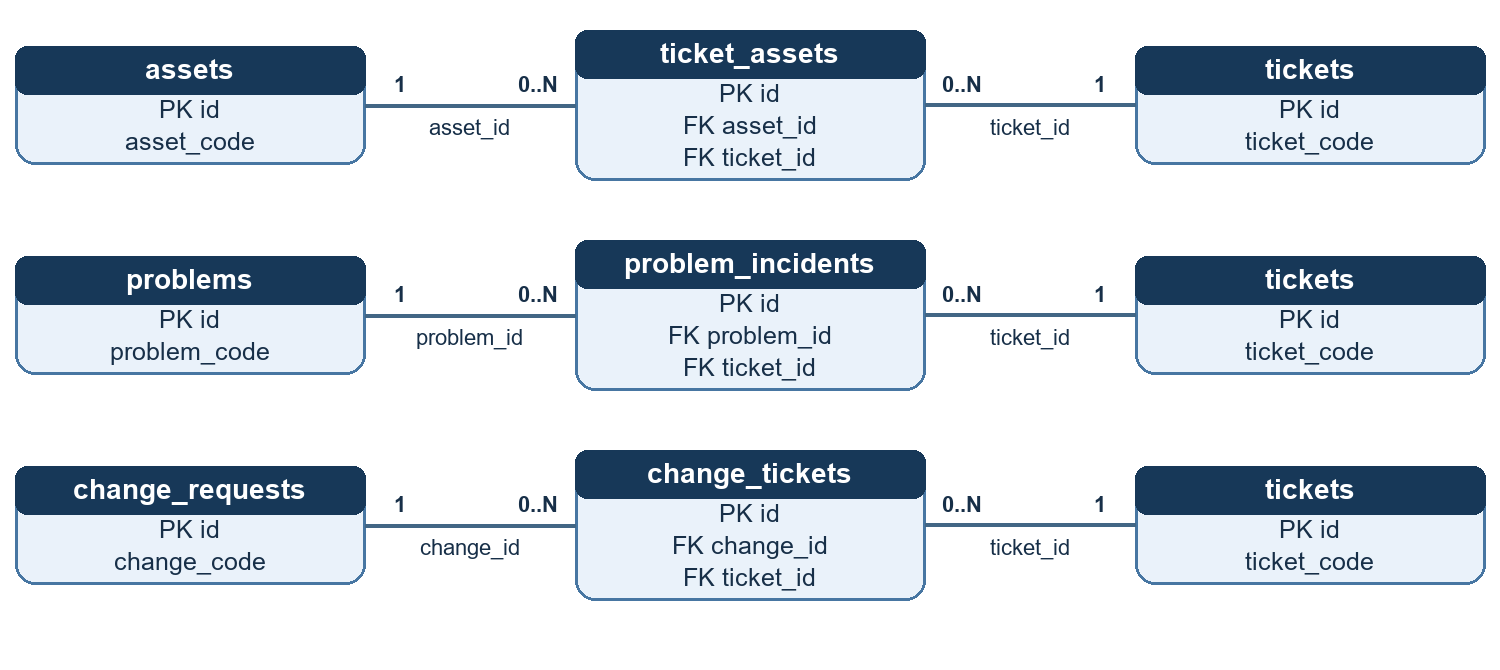 assets
PK id
asset_code
1
0..N
asset_id
ticket_assets
PK id
FK asset_id
FK ticket_id
0..N
1
ticket_id
tickets
PK id
ticket_code
problems
PK id
problem_code
1
0..N
problem_id
problem_incidents
PK id
FK problem_id
FK ticket_id
0..N
1
ticket_id
tickets
PK id
ticket_code
change_requests
PK id
change_code
1
0..N
change_id
change_tickets
PK id
FK change_id
FK ticket_id
0..N
1
ticket_id
tickets
PK id
ticket_code